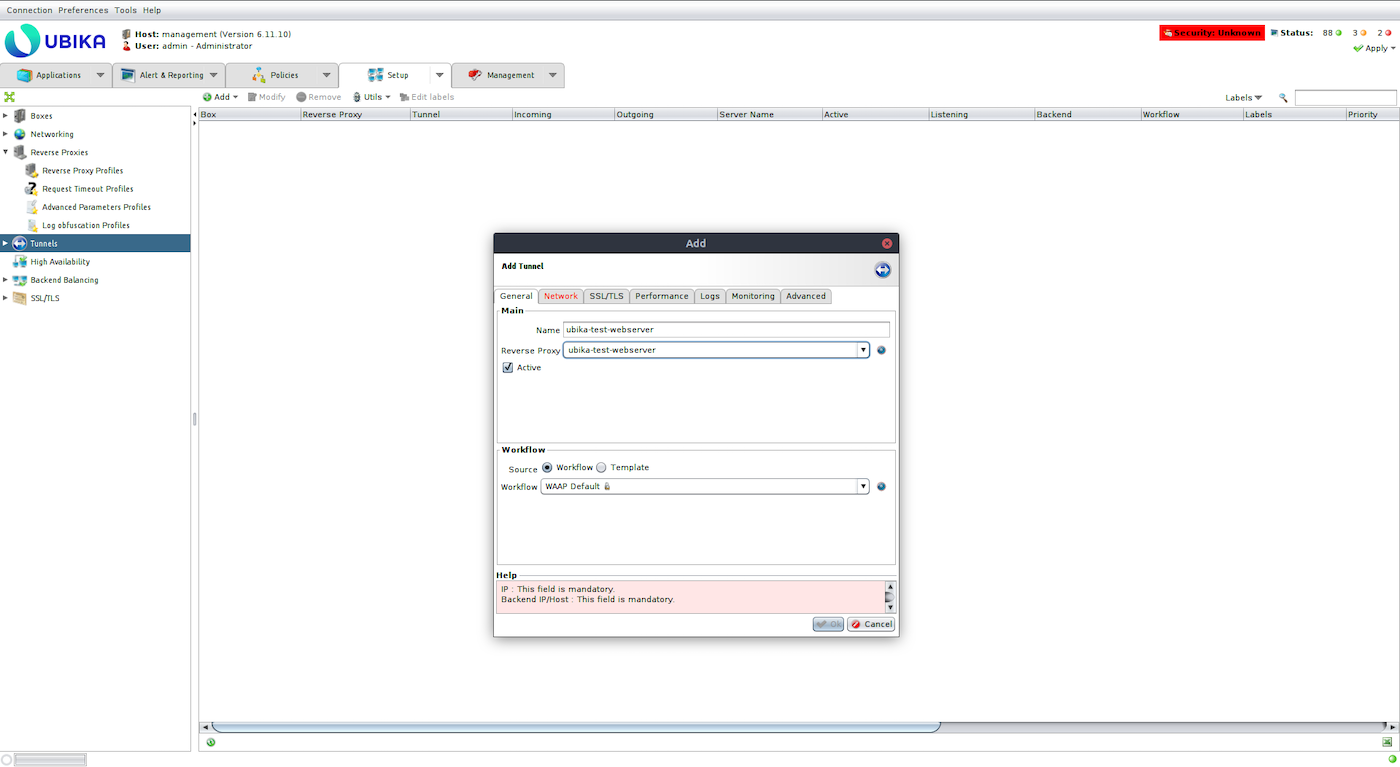 Connection Preferences Tools Help
UBIKA
Host: management (Version 6.11.10)
User: admin - Administrator
Security: Unknown Status: 88 3 2
Apply
Applications Alert & Reporting Policies Setup Management
Add Modify Remove Utils Edit labels Labels
Boxes
Networking
Reverse Proxies
Reverse Proxy Profiles
Request Timeout Profiles
Advanced Parameters Profiles
Log obfuscation Profiles
Tunnels
High Availability
Backend Balancing
SSL/TLS
Box Reverse Proxy Tunnel Incoming Outgoing Server Name Active Listening Backend Workflow Labels Priority
Add
Add Tunnel
General Network SSL/TLS Performance Logs Monitoring Advanced
Main
Name ubika-test-webserver
Reverse Proxy ubika-test-webserver
Active
Workflow
Source Workflow Template
Workflow WAAP Default
Help
IP : This field is mandatory.
Backend IP/Host : This field is mandatory.
Ok Cancel